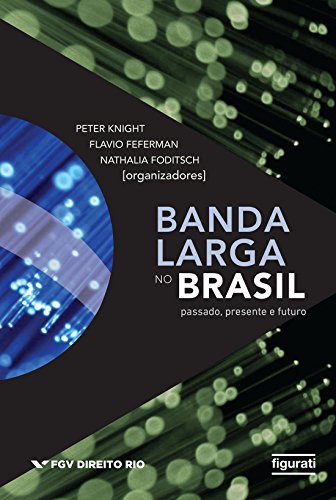 PETER KNIGHT
FLAVIO FEFERMAN
NATHALIA FODITSCH
[organizadores]
BANDA
LARGA
NO BRASIL
passado, presente e futuro
FGV DIREITO RIO
figurati